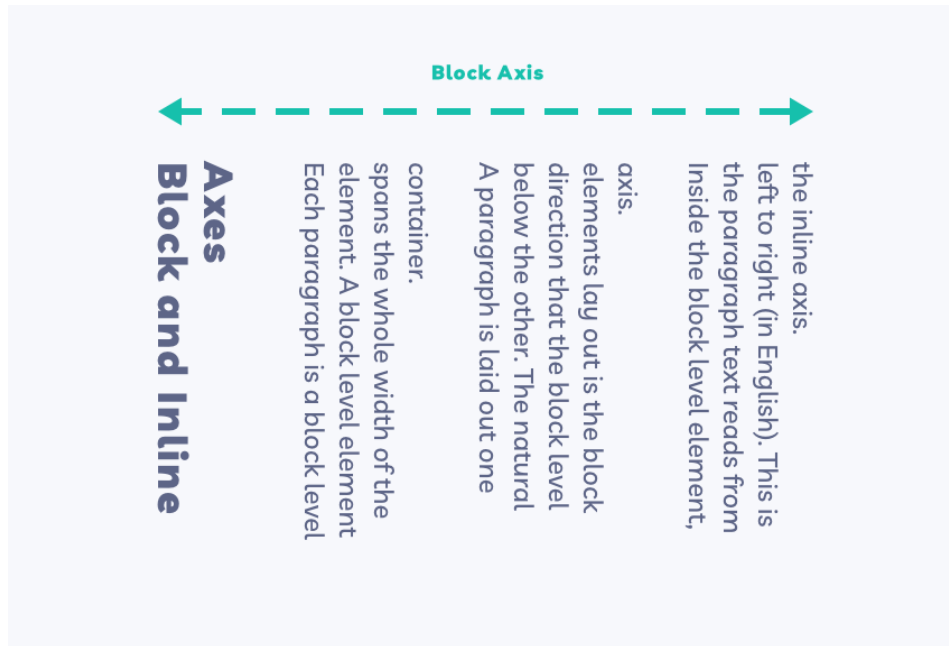 Block Axis
Block and Inline
Axes
Each paragraph is a block level
element. A block level element
spans the whole width of the
container.
A paragraph is laid out one
below the other. The natural
direction that the block level
elements lay out is the block
axis.
Inside the block level element,
the paragraph text reads from
left to right (in English). This is
the inline axis.